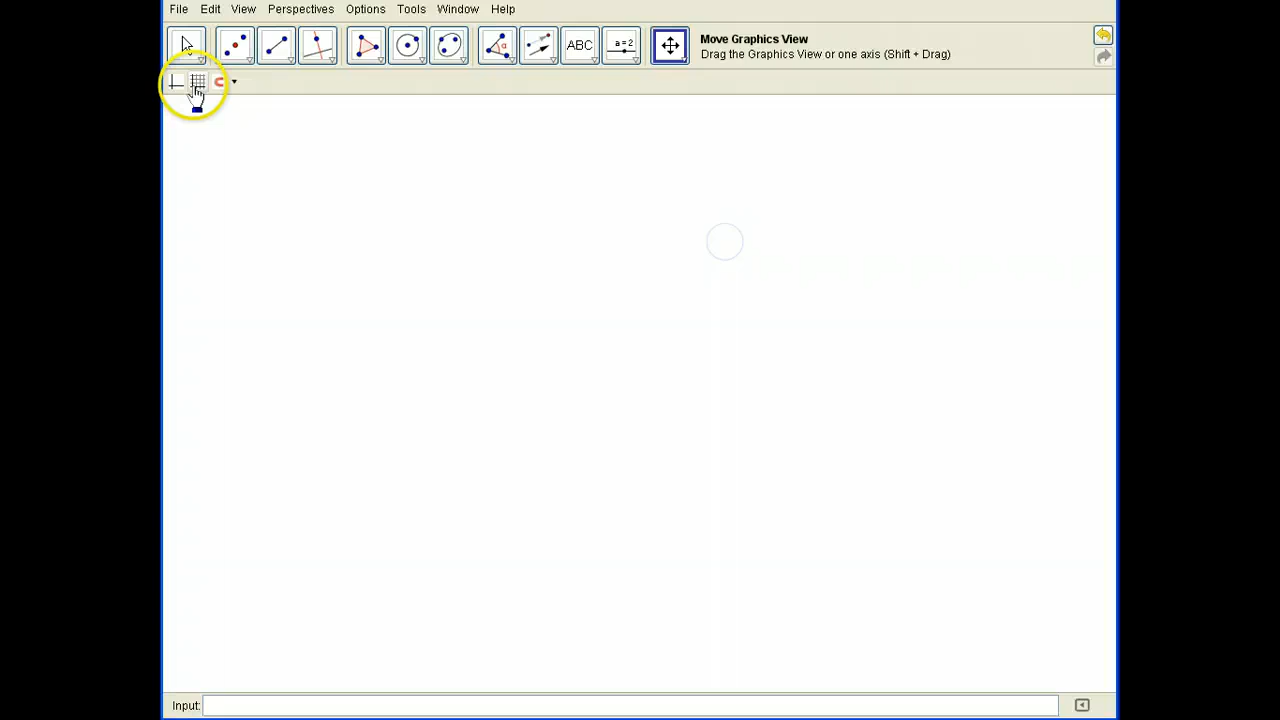 File Edit View Perspectives Options Tools Window Help
ABC
a = 2
α
Move Graphics View
Drag the Graphics View or one axis (Shift + Drag)
Input: